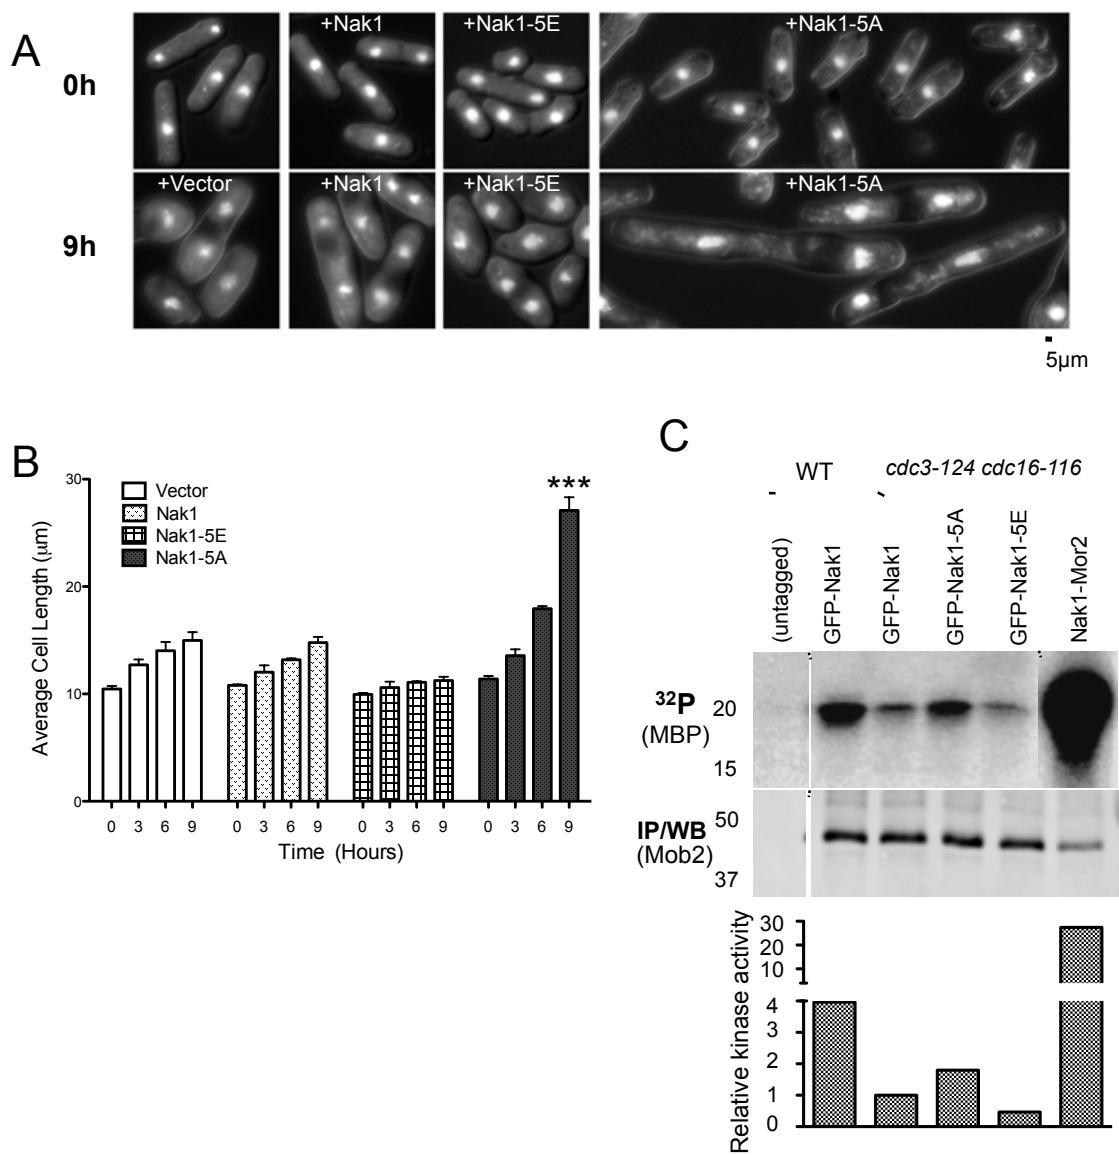 A
0h
+Nak1
+Nak1-5E
+Nak1-5A
9h
+Vector
+Nak1
+Nak1-5E
+Nak1-5A
5µm
B
30
20
10
0
Average Cell Length (µm)
Vector
Nak1
Nak1-5E
Nak1-5A
***
0 3 6 9 0 3 6 9 0 3 6 9 0 3 6 9
Time (Hours)
C
WT
cdc3-124 cdc16-116
(untagged)
GFP-Nak1
GFP-Nak1
GFP-Nak1-5A
GFP-Nak1-5E
Nak1-Mor2
32P
(MBP)
20
15
IP/WB
(Mob2)
50
37
Relative kinase activity
30
20
10
4
3
2
1
0